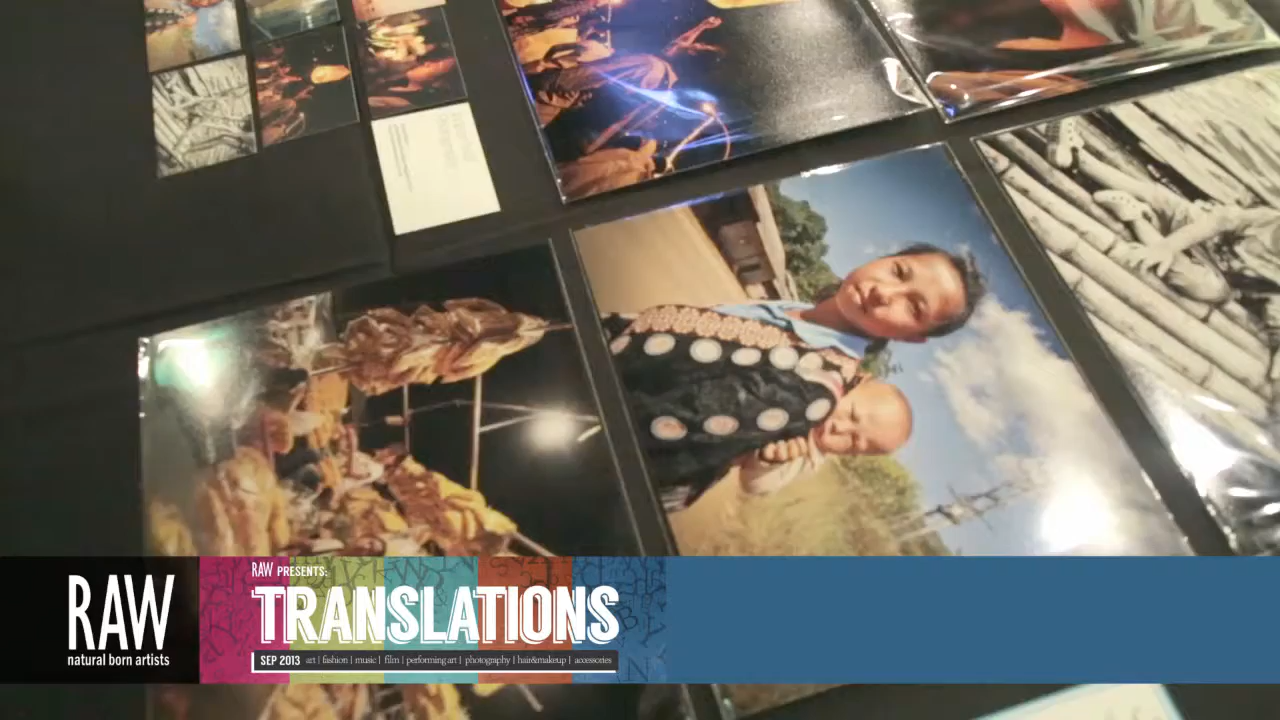 RAW
natural born artists
RAW PRESENTS:
TRANSLATIONS
SEP 2013 art | fashion | music | film | performing art | photography | hair&makeup | accessories